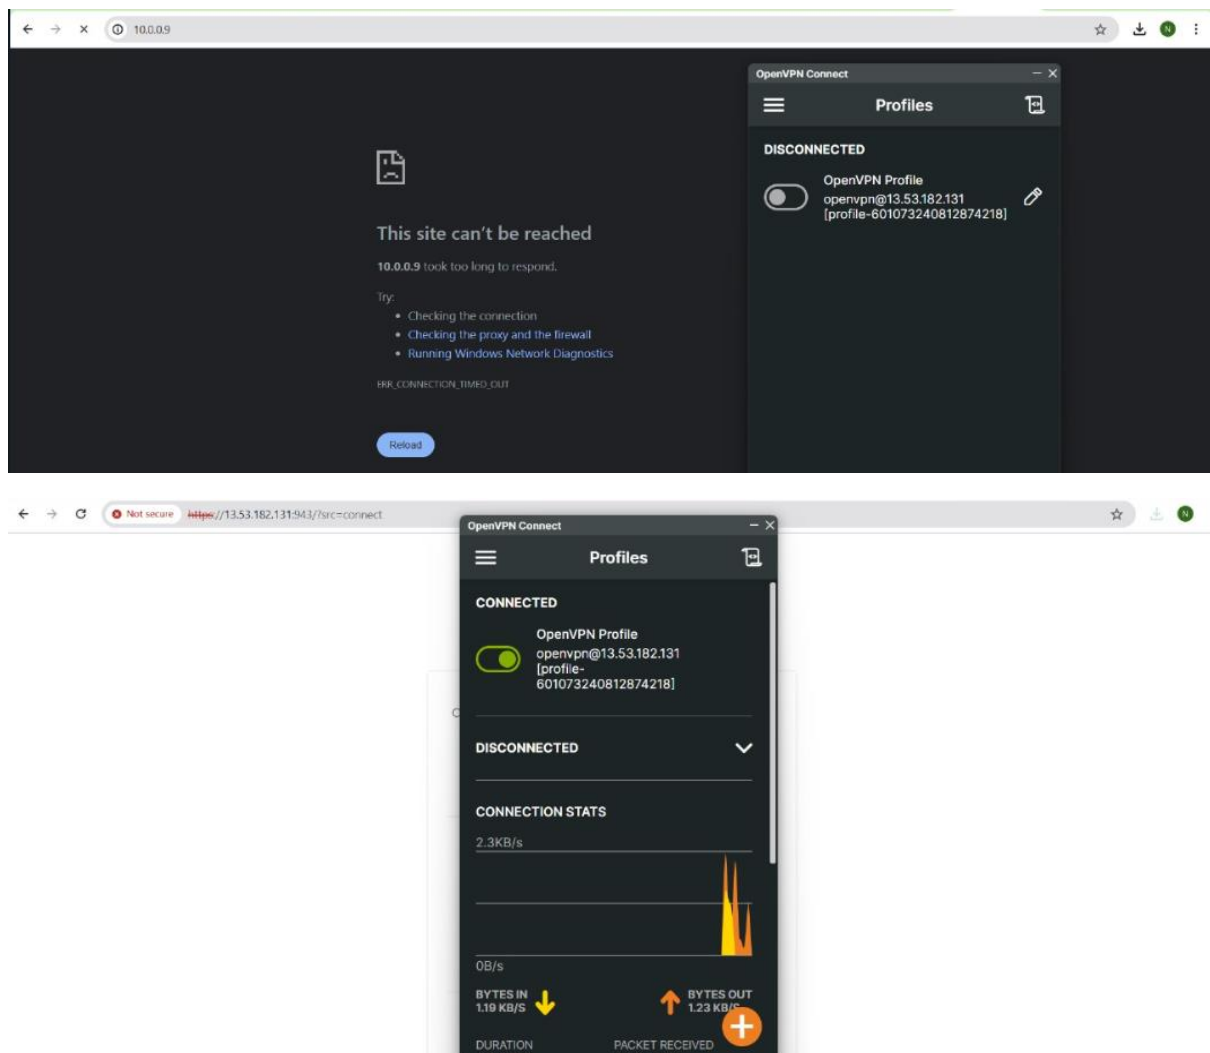 10.0.0.9
N
OpenVPN Connect
Profiles
DISCONNECTED
OpenVPN Profile
openvpn@13.53.182.131
[profile-601073240812874218]
This site can't be reached
10.0.0.9 took too long to respond.
Try:
Checking the connection
Checking the proxy and the firewall
Running Windows Network Diagnostics
ERR_CONNECTION_TIMED_OUT
Reload
Not secure https://13.53.182.131:943/?src=connect
N
OpenVPN Connect
Profiles
CONNECTED
OpenVPN Profile
openvpn@13.53.182.131
[profile-
601073240812874218]
DISCONNECTED
CONNECTION STATS
2.3KB/s
0B/s
BYTES IN
1.19 KB/S
BYTES OUT
1.23 KB/S
DURATION
PACKET RECEIVED